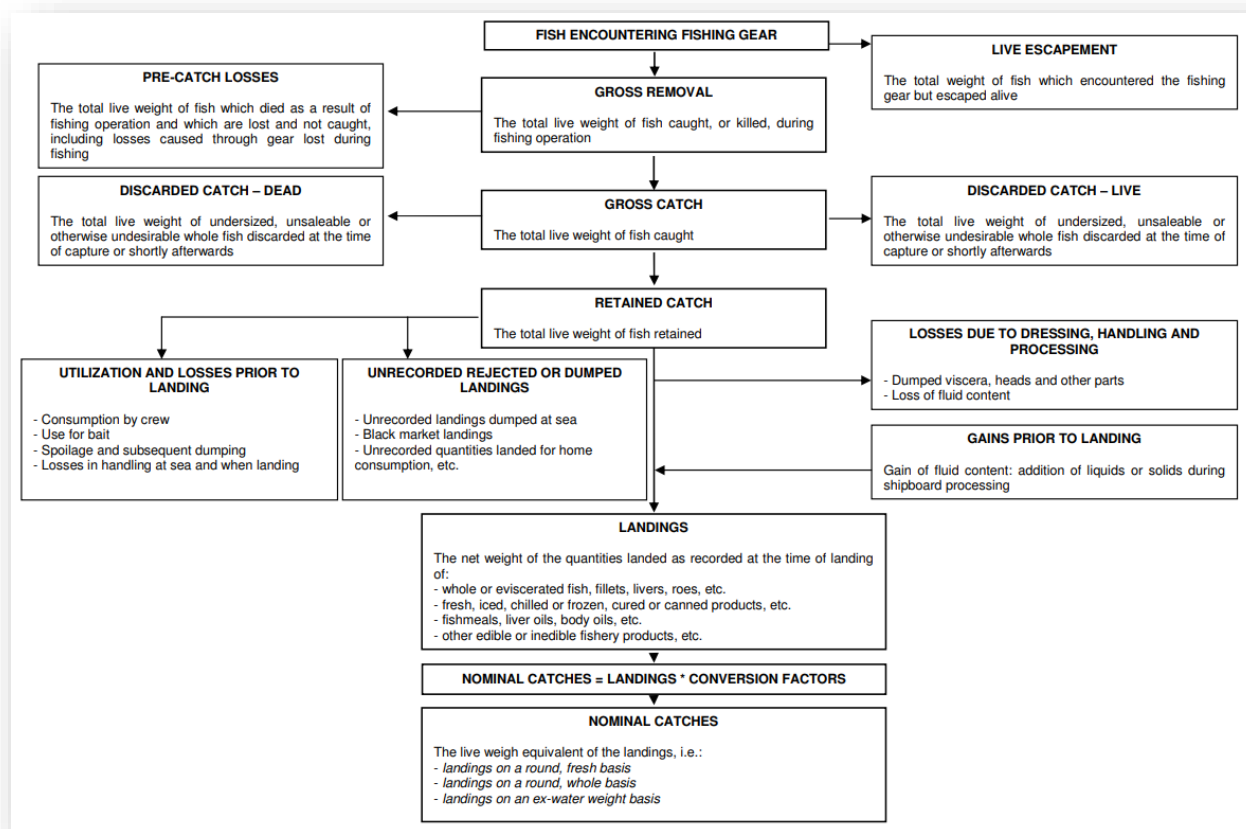 FISH ENCOUNTERING FISHING GEAR
LIVE ESCAPEMENT
The total weight of fish which encountered the fishing
gear but escaped alive
PRE-CATCH LOSSES
The total live weight of fish which died as a result of
fishing operation and which are lost and not caught,
including losses caused through gear lost during
fishing
GROSS REMOVAL
The total live weight of fish caught, or killed, during
fishing operation
DISCARDED CATCH – DEAD
The total live weight of undersized, unsaleable or
otherwise undesirable whole fish discarded at the time
of capture or shortly afterwards
GROSS CATCH
The total live weight of fish caught
DISCARDED CATCH – LIVE
The total live weight of undersized, unsaleable or
otherwise undesirable whole fish discarded at the time
of capture or shortly afterwards
RETAINED CATCH
The total live weight of fish retained
LOSSES DUE TO DRESSING, HANDLING AND
PROCESSING
- Dumped viscera, heads and other parts
- Loss of fluid content
UTILIZATION AND LOSSES PRIOR TO
LANDING
- Consumption by crew
- Use for bait
- Spoilage and subsequent dumping
- Losses in handling at sea and when landing
UNRECORDED REJECTED OR DUMPED
LANDINGS
- Unrecorded landings dumped at sea
- Black market landings
- Unrecorded quantities landed for home
consumption, etc.
GAINS PRIOR TO LANDING
Gain of fluid content: addition of liquids or solids during
shipboard processing
LANDINGS
The net weight of the quantities landed as recorded at the time of landing
of:
- whole or eviscerated fish, fillets, livers, roes, etc.
- fresh, iced, chilled or frozen, cured or canned products, etc.
- fishmeals, liver oils, body oils, etc.
- other edible or inedible fishery products, etc.
NOMINAL CATCHES = LANDINGS * CONVERSION FACTORS
NOMINAL CATCHES
The live weigh equivalent of the landings, i.e.:
- landings on a round, fresh basis
- landings on a round, whole basis
- landings on an ex-water weight basis